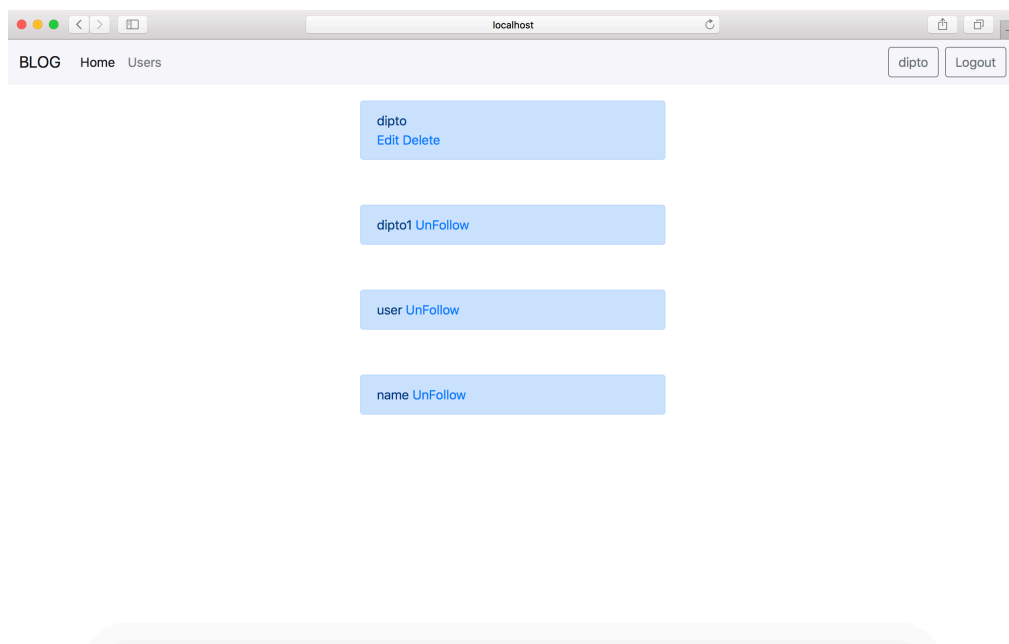 localhost
BLOG Home Users dipto Logout
dipto
Edit Delete
dipto1 UnFollow
user UnFollow
name UnFollow